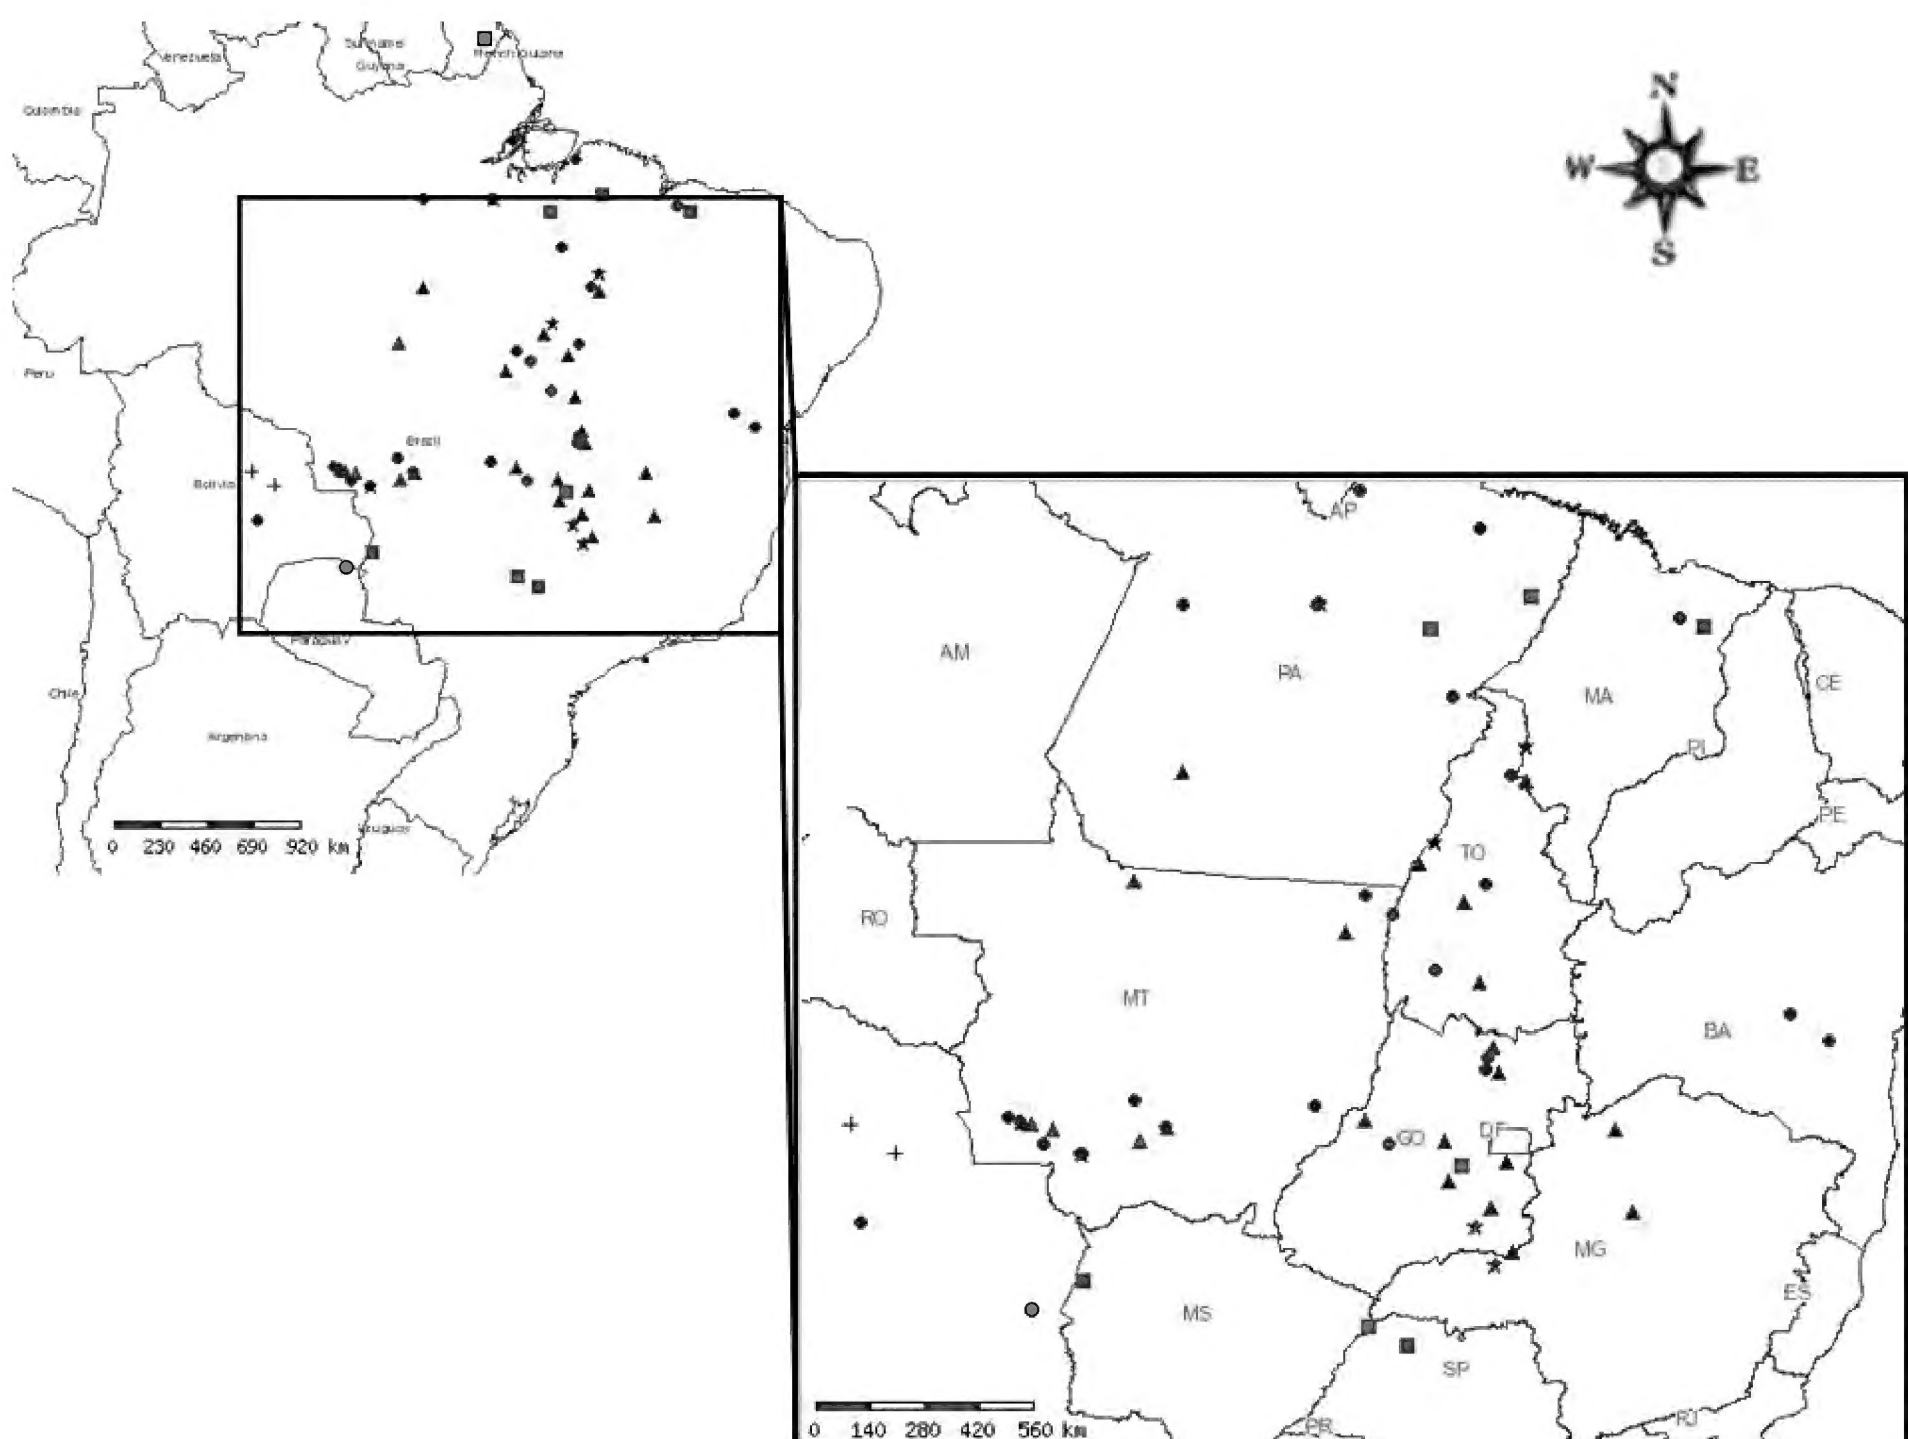 Venezuela
Suriname
Guyana
French Guiana
Colombia
Peru
Brazil
Bolivia
Paraguay
Chile
Argentina
Uruguay
0 230 460 690 920 km
N
W E
S
AP
AM
PA
MA
CE
PI
PE
TO
RO
MT
BA
GO
DF
MG
ES
MS
SP
PR
RJ
0 140 280 420 560 km